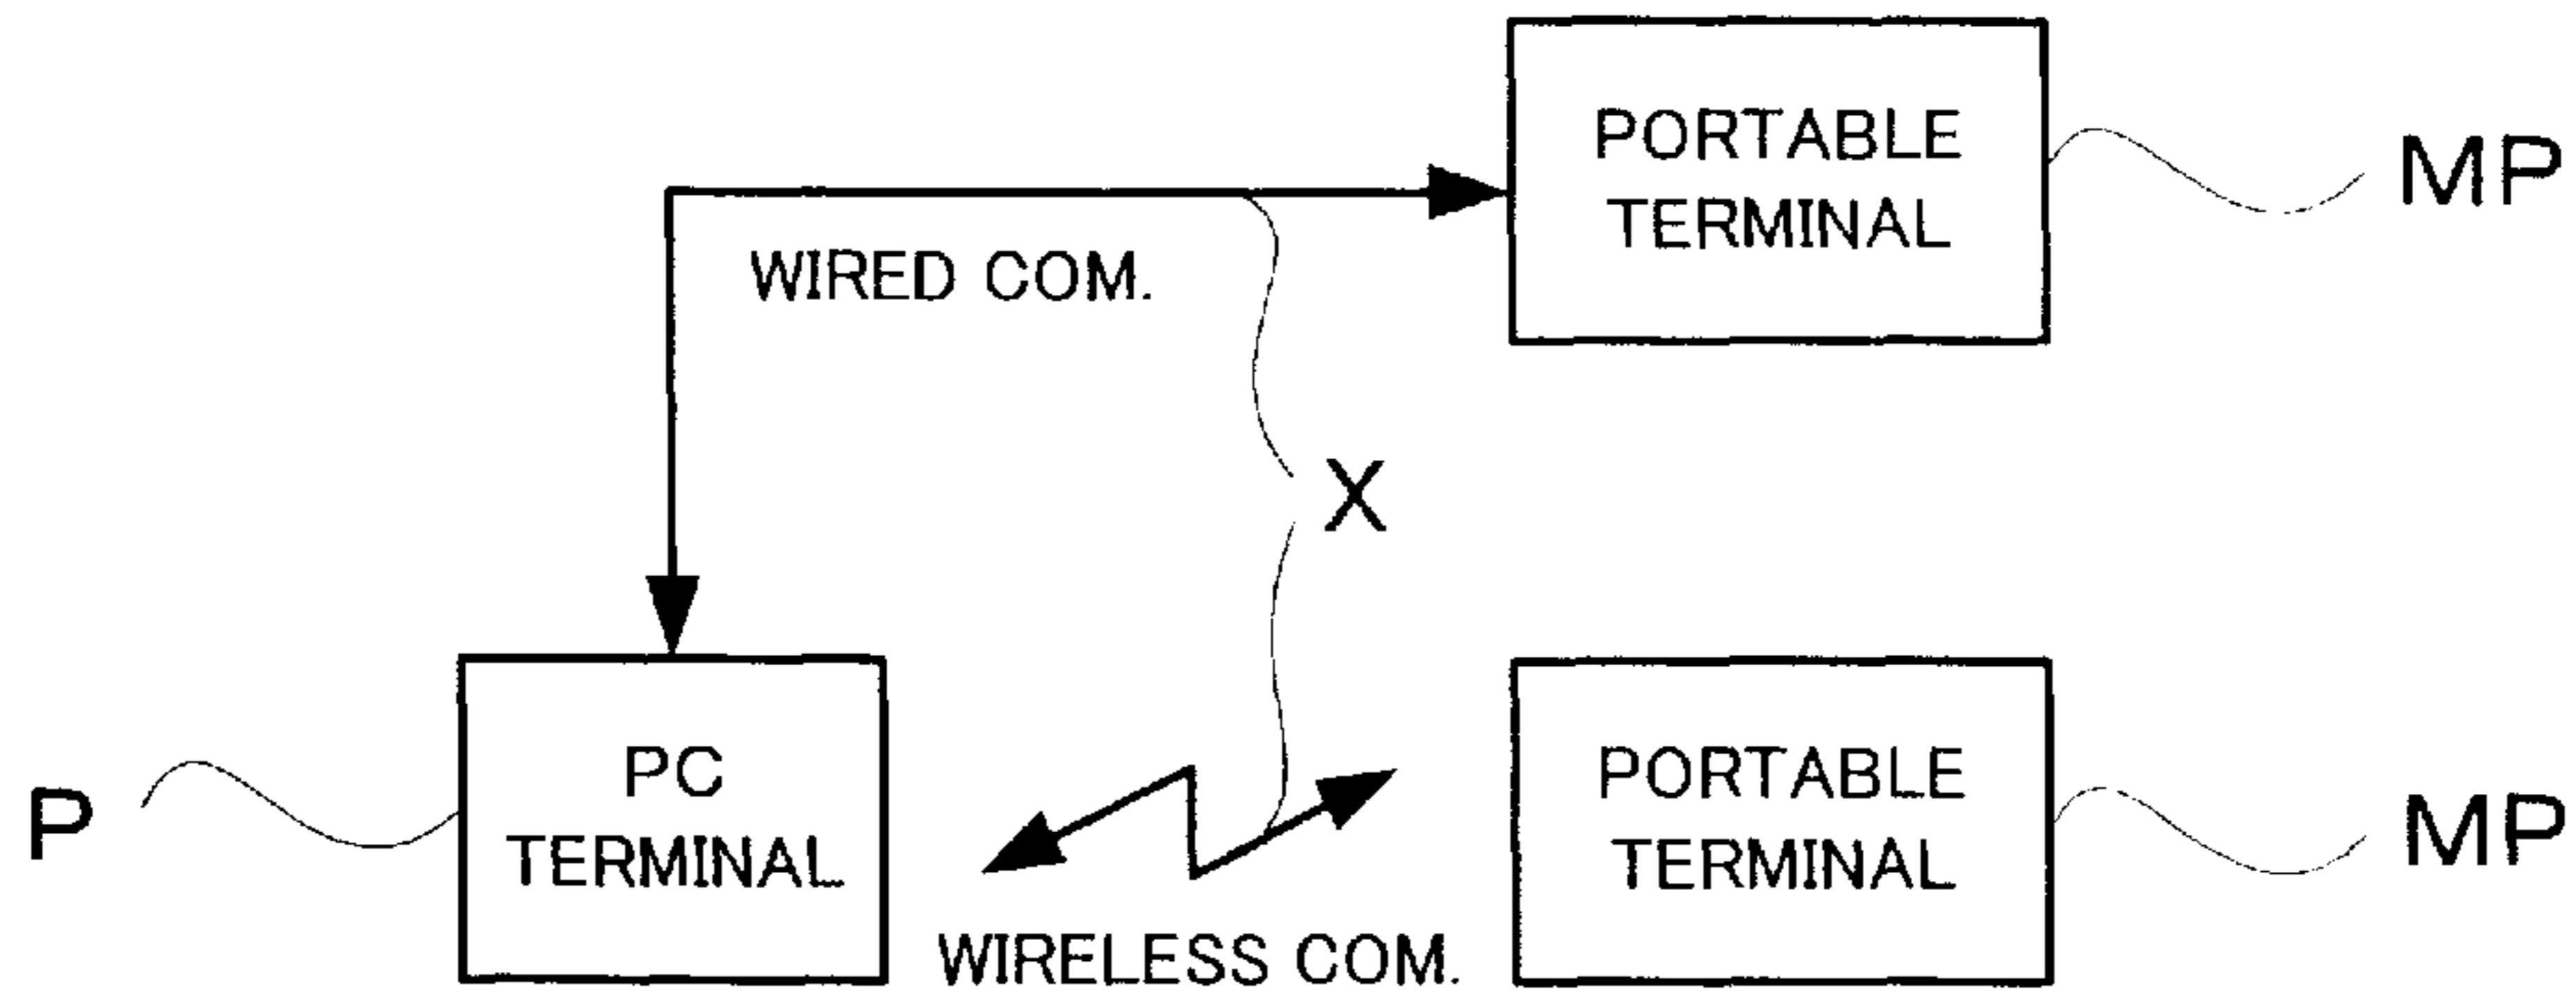 PORTABLE
TERMINAL
MP
WIRED COM.
X
P
PC
TERMINAL
PORTABLE
TERMINAL
MP
WIRELESS COM.